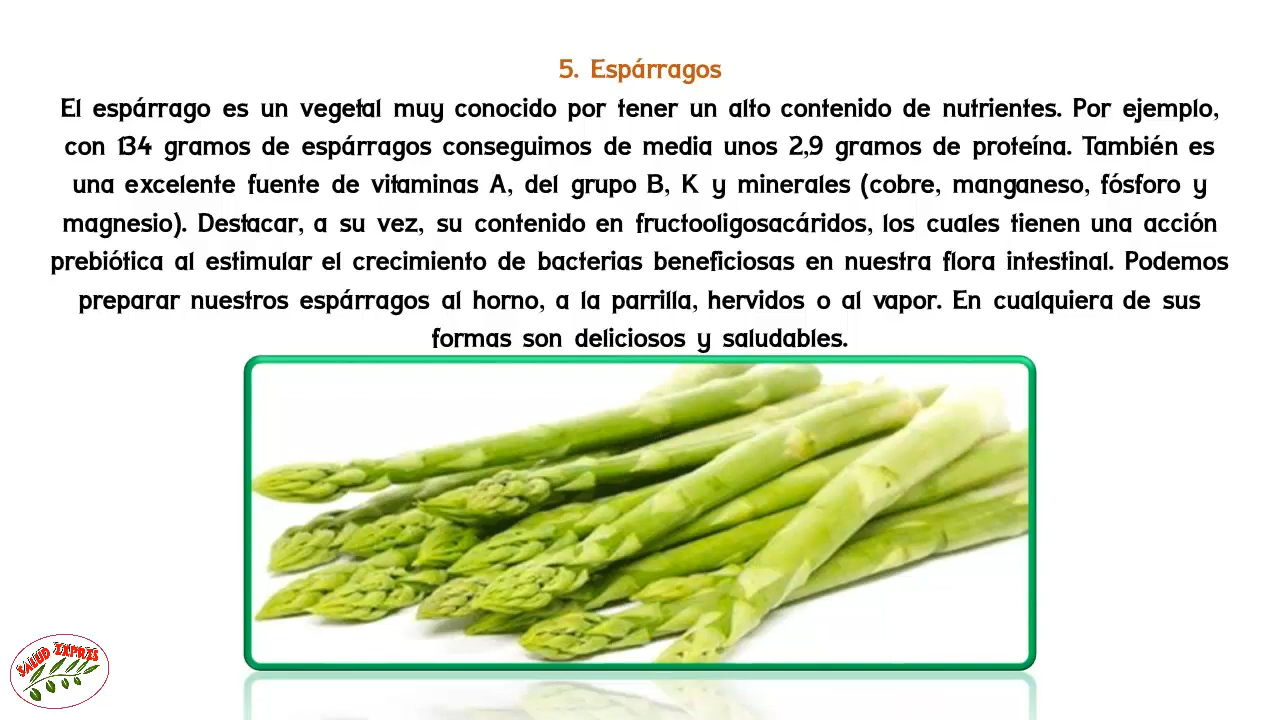 5. Espárragos
El espárrago es un vegetal muy conocido por tener un alto contenido de nutrientes. Por ejemplo,
con 134 gramos de espárragos conseguimos de media unos 2,9 gramos de proteína. También es
una excelente fuente de vitaminas A, del grupo B, K y minerales (cobre, manganeso, fósforo y
magnesio). Destacar, a su vez, su contenido en fructooligosacáridos, los cuales tienen una acción
prebiótica al estimular el crecimiento de bacterias beneficiosas en nuestra flora intestinal. Podemos
preparar nuestros espárragos al horno, a la parrilla, hervidos o al vapor. En cualquiera de sus
formas son deliciosos y saludables.
SALUD EXPRÉS